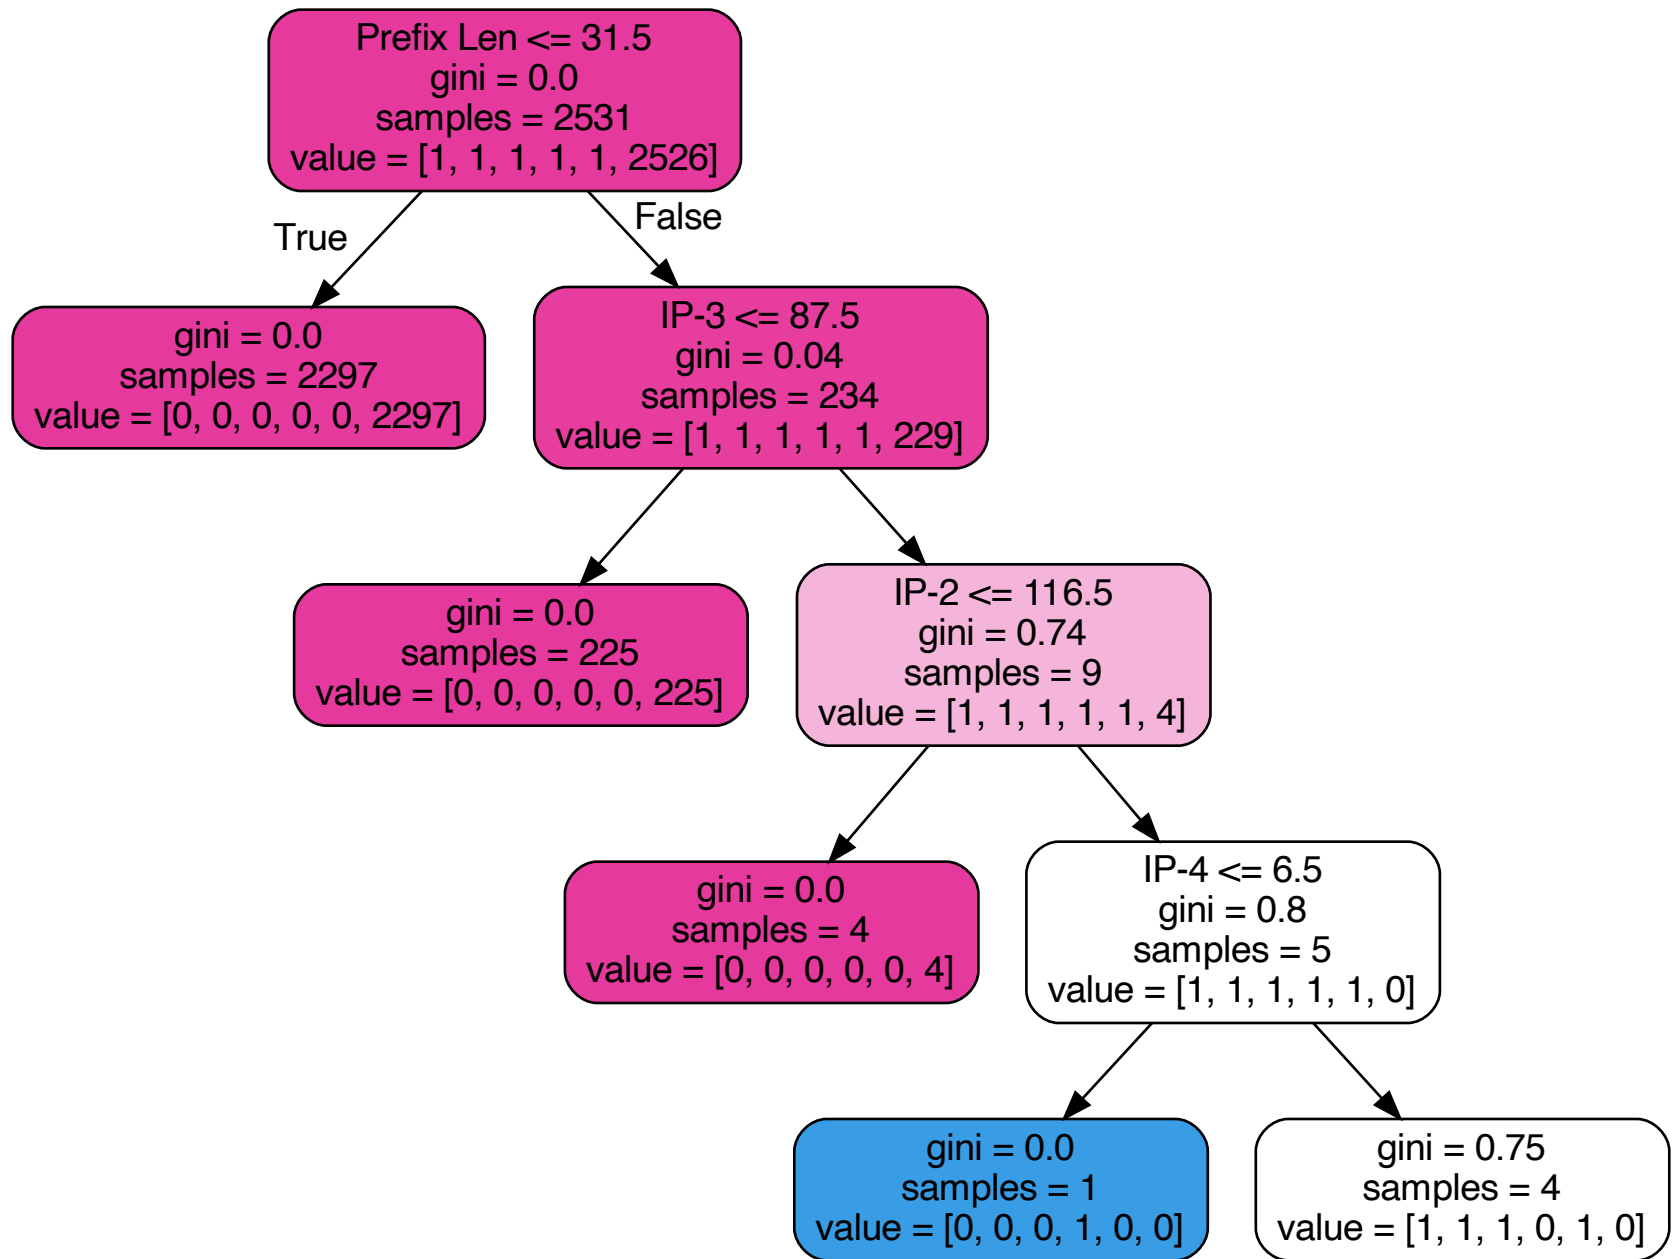 Prefix Len <= 31.5
gini = 0.0
samples = 2531
value = [1, 1, 1, 1, 1, 2526]
True
False
gini = 0.0
samples = 2297
value = [0, 0, 0, 0, 0, 2297]
IP-3 <= 87.5
gini = 0.04
samples = 234
value = [1, 1, 1, 1, 1, 229]
gini = 0.0
samples = 225
value = [0, 0, 0, 0, 0, 225]
IP-2 <= 116.5
gini = 0.74
samples = 9
value = [1, 1, 1, 1, 1, 4]
gini = 0.0
samples = 4
value = [0, 0, 0, 0, 0, 4]
IP-4 <= 6.5
gini = 0.8
samples = 5
value = [1, 1, 1, 1, 1, 0]
gini = 0.0
samples = 1
value = [0, 0, 0, 1, 0, 0]
gini = 0.75
samples = 4
value = [1, 1, 1, 0, 1, 0]